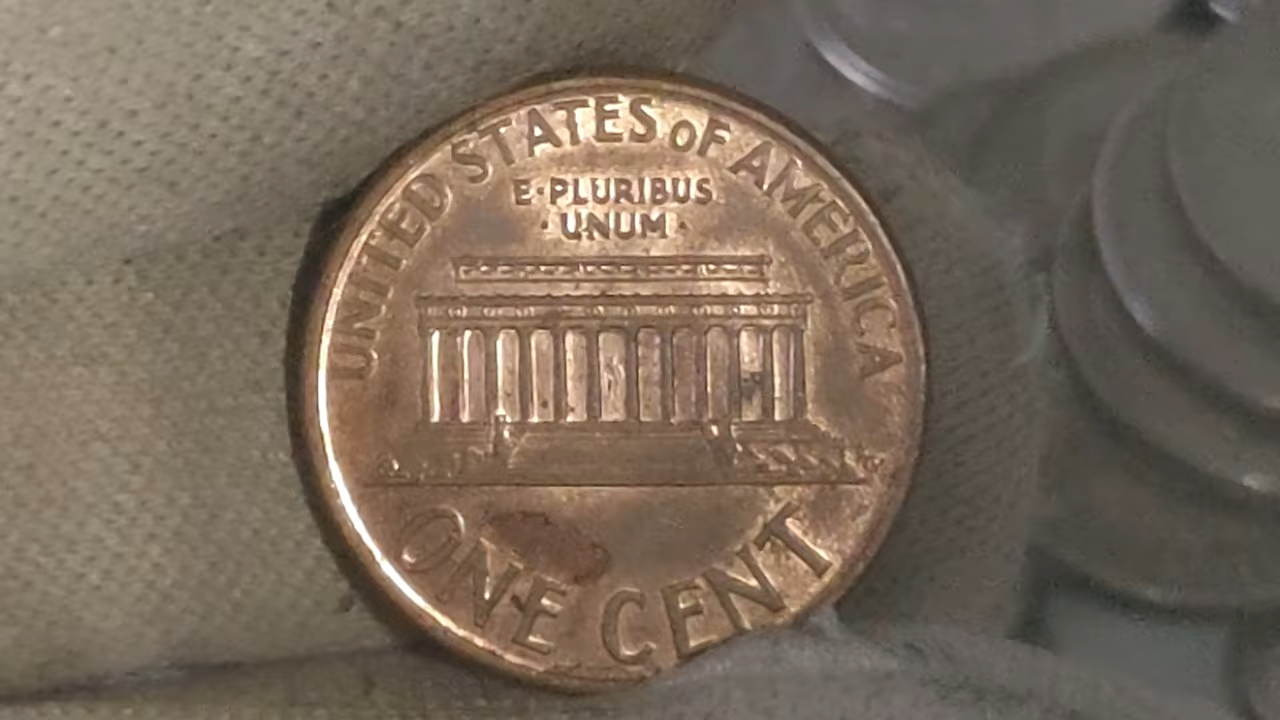 UNITED STATES OF AMERICA
E·PLURIBUS
·UNUM·
ONE CENT